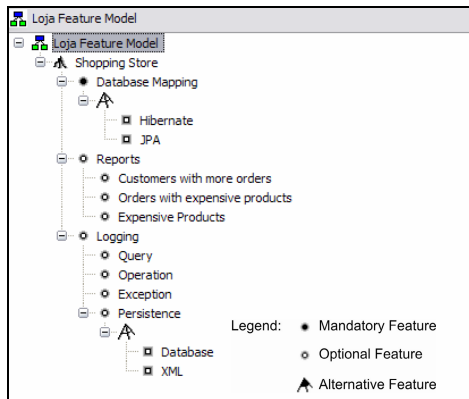 Loja Feature Model
Loja Feature Model
Shopping Store
Database Mapping
Hibernate
JPA
Reports
Customers with more orders
Orders with expensive products
Expensive Products
Logging
Query
Operation
Exception
Persistence
Database
XML
Legend:
Mandatory Feature
Optional Feature
Alternative Feature